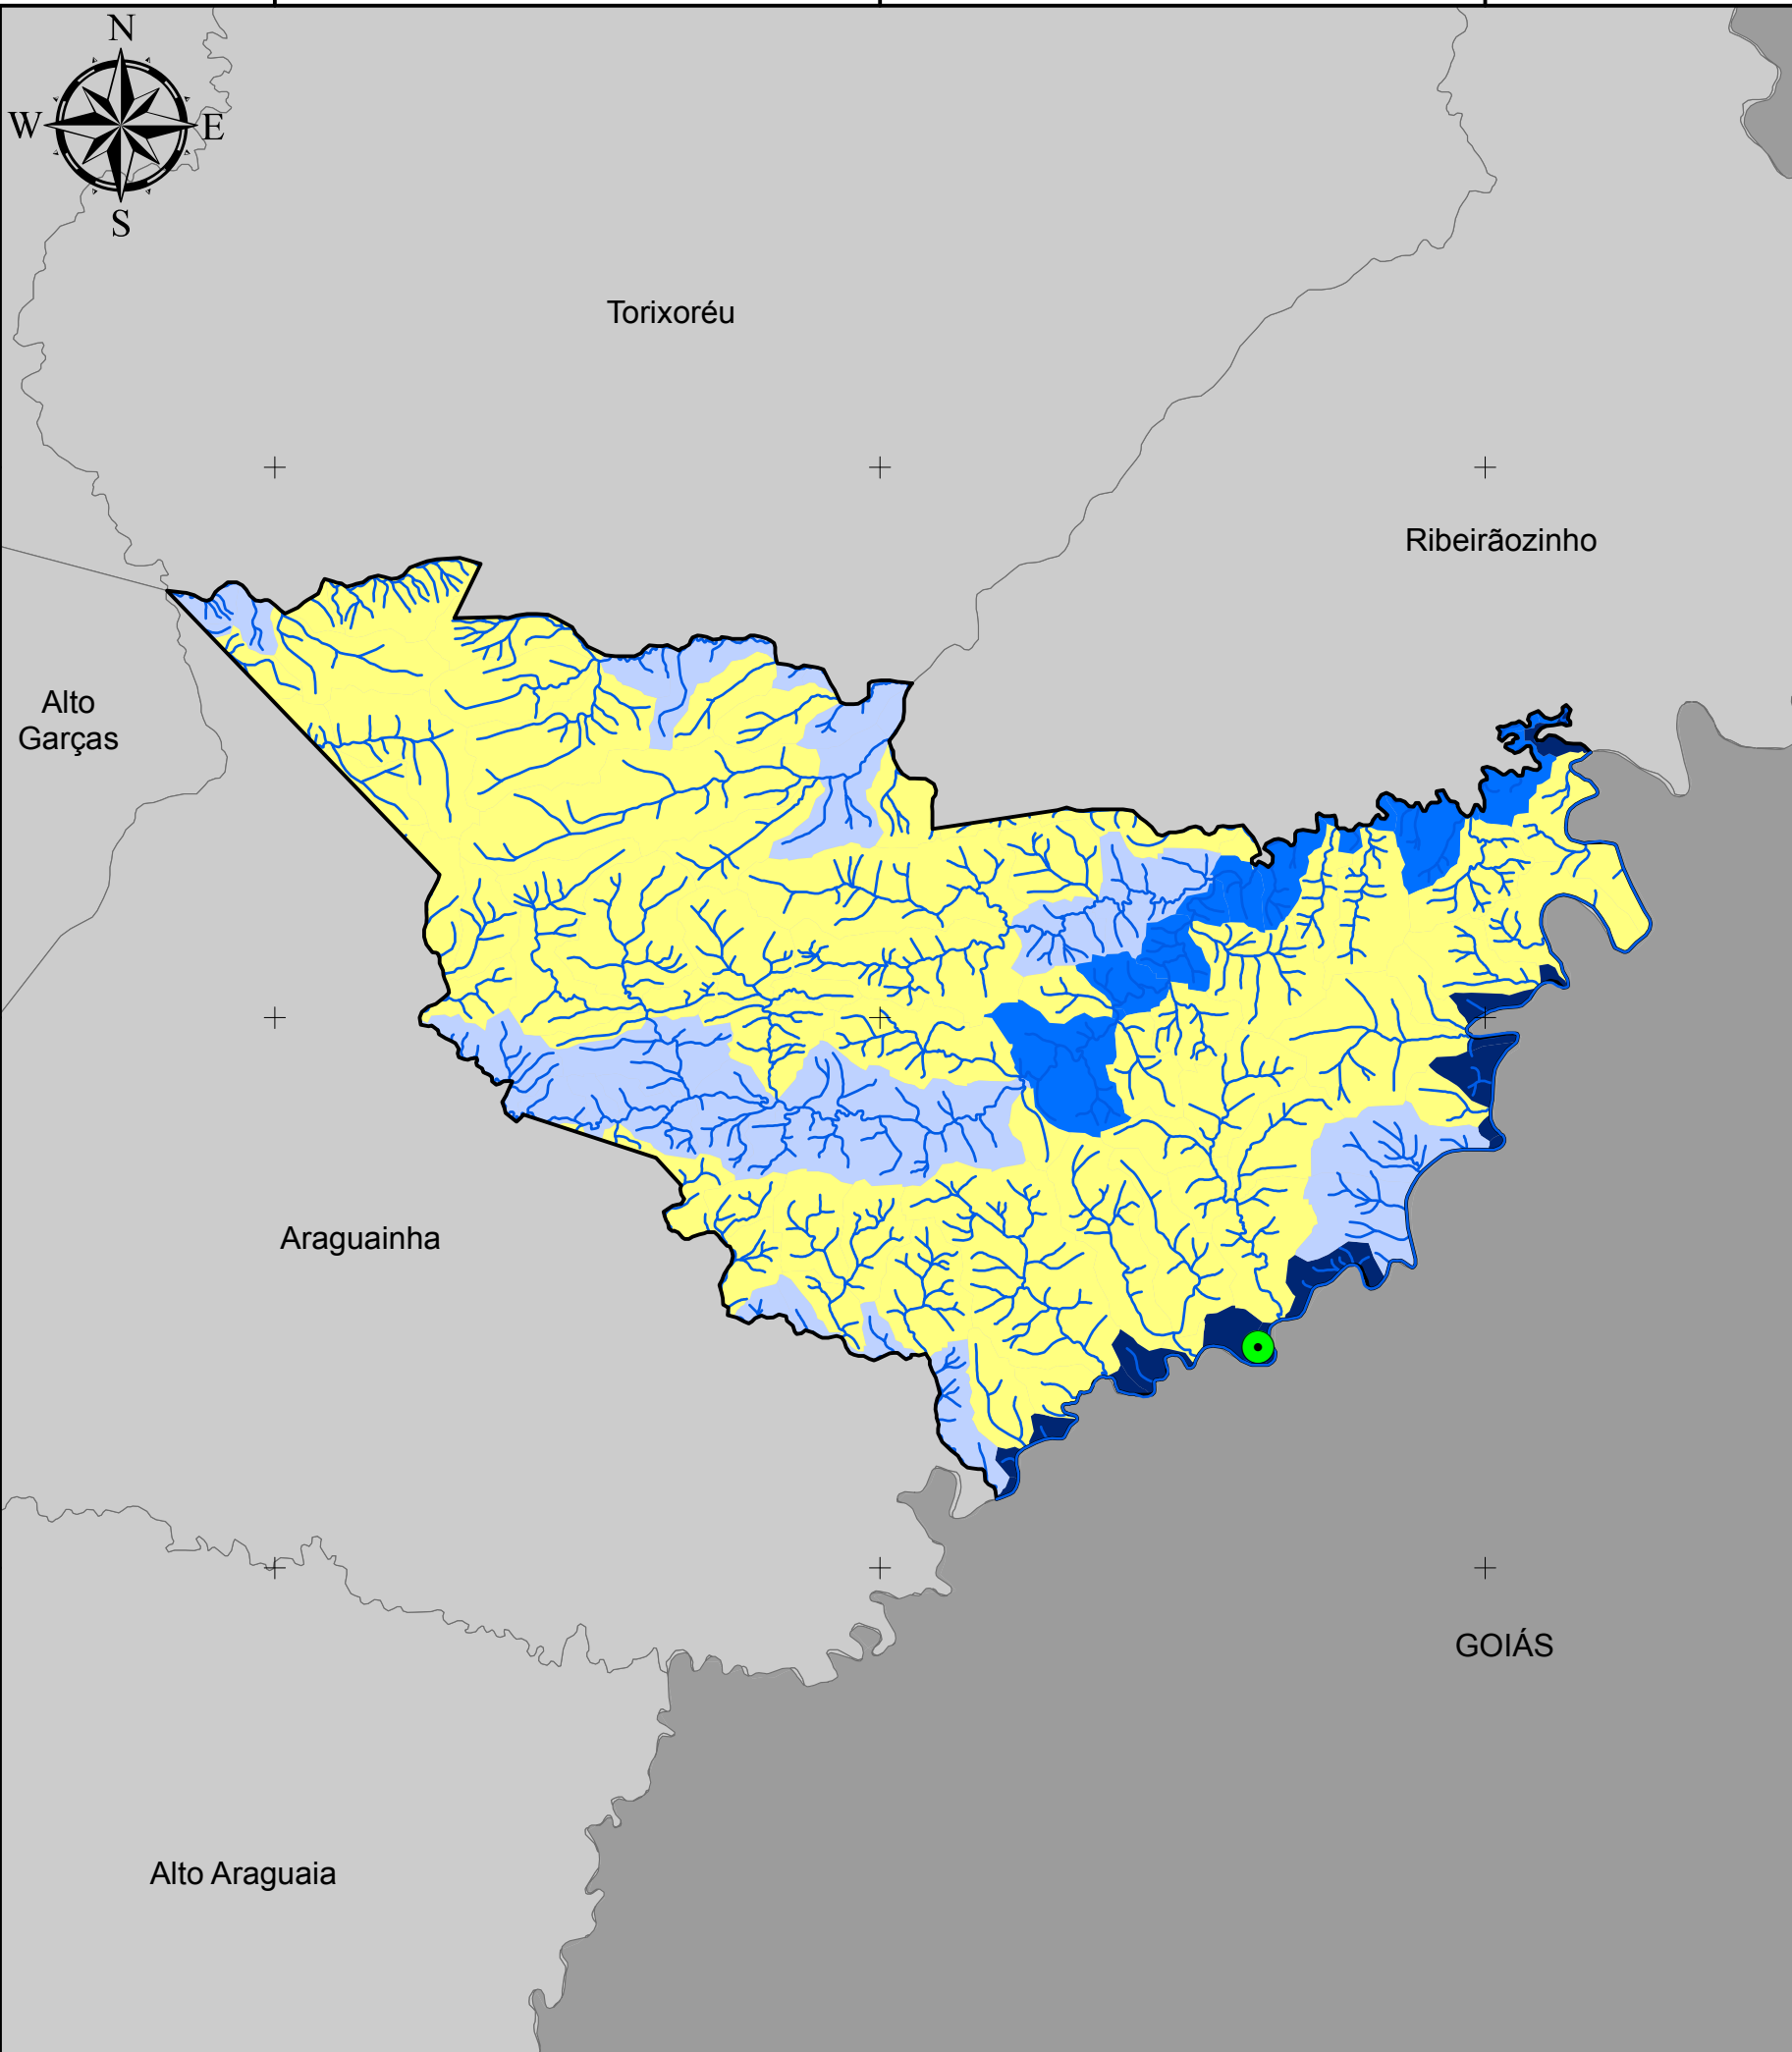 N
W
E
S
Torixoréu
Ribeirãozinho
Alto
Garças
Araguainha
GOIÁS
Alto Araguaia